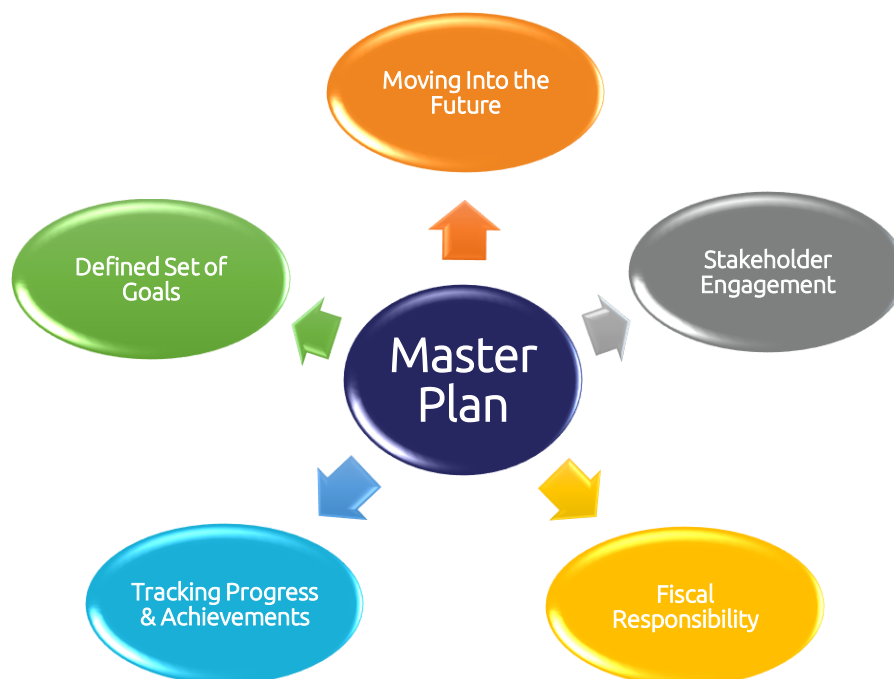 Moving Into the
Future
Defined Set of
Goals
Stakeholder
Engagement
Master
Plan
Tracking Progress
& Achievements
Fiscal
Responsibility